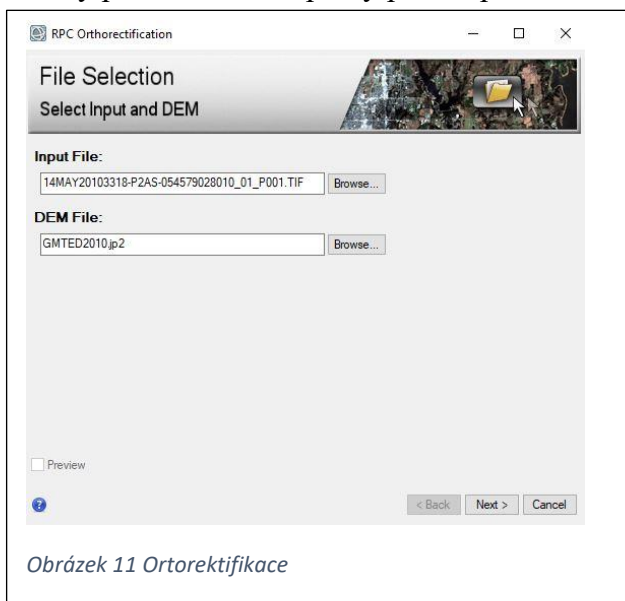 RPC Orthorectification
File Selection
Select Input and DEM
Input File:
14MAY20103318-P2AS-054579028010_01_P001.TIF Browse...
DEM File:
GMTED2010.jp2 Browse...
Preview
< Back Next > Cancel
Obrázek 11 Ortorektifikace